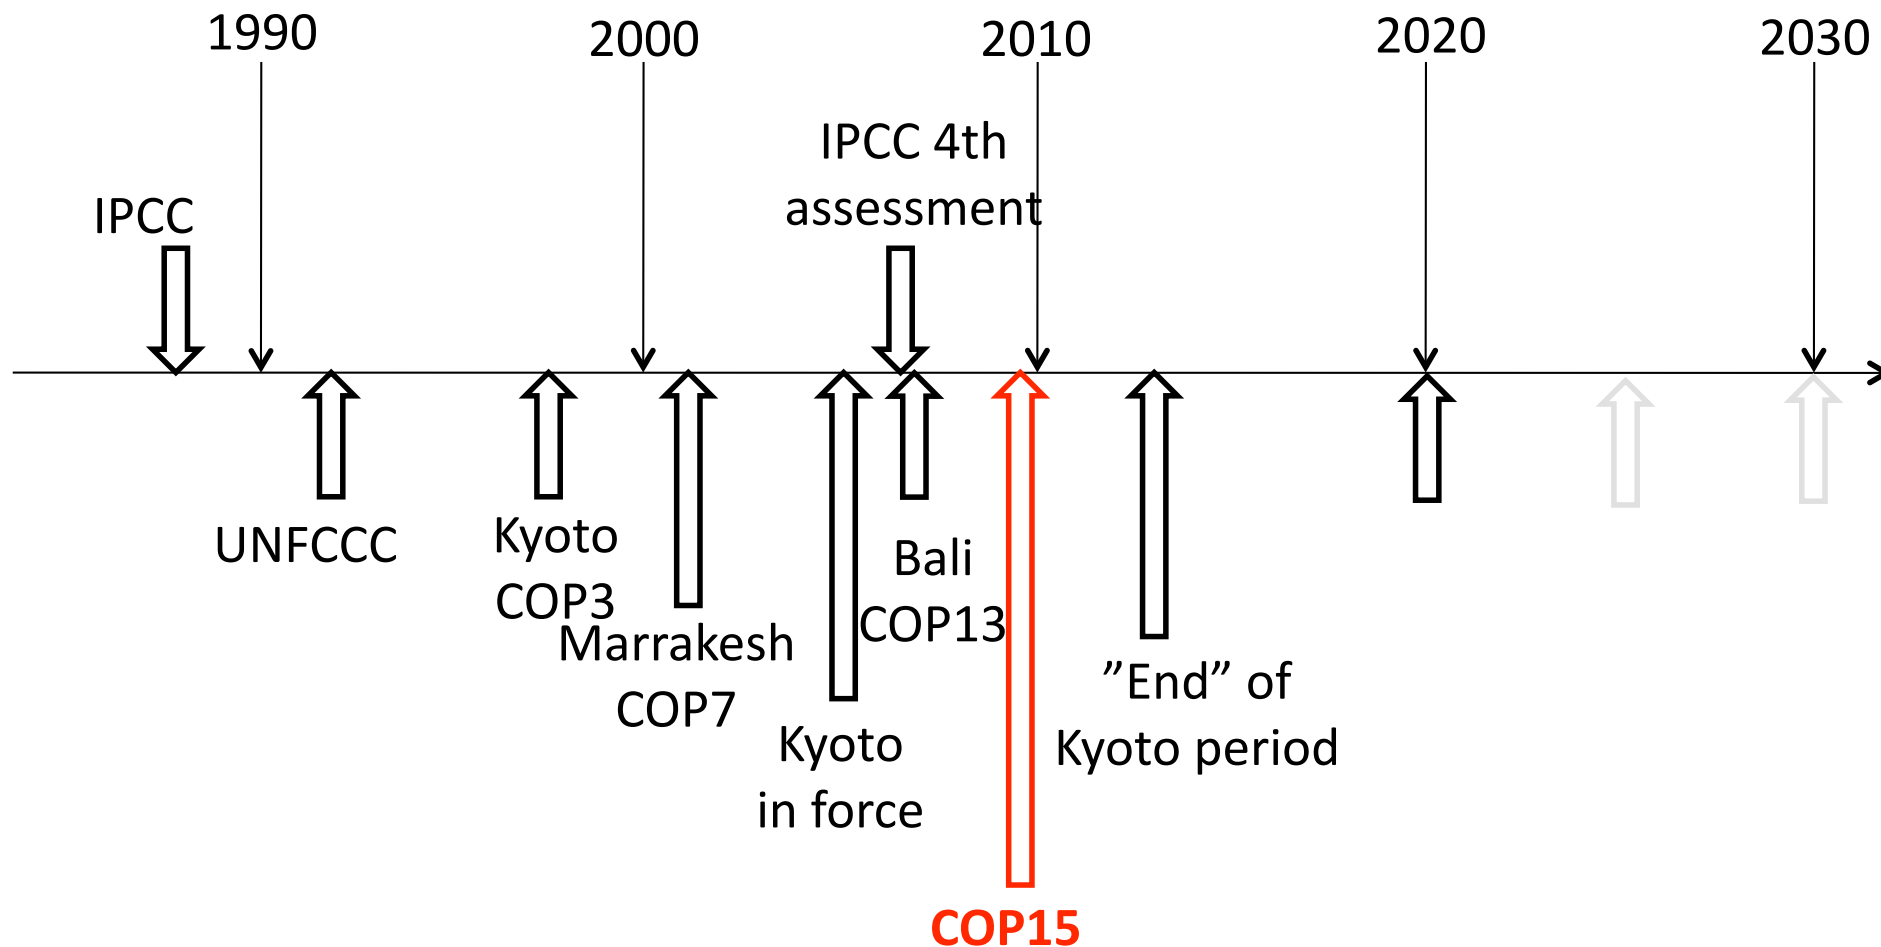 1990
2000
2010
2020
2030
IPCC 4th
assessment
IPCC
UNFCCC
Kyoto
COP3
Marrakesh
COP7
Kyoto
in force
Bali
COP13
”End” of
Kyoto period
COP15